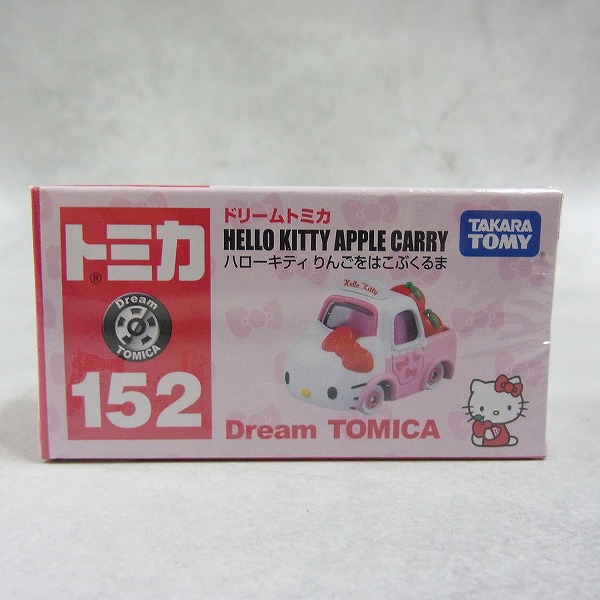 トミカ
®
Dream
TOMICA
152
ドリームトミカ
HELLO KITTY APPLE CARRY
ハローキティ りんごをはこぶくるま
TAKARA
TOMY
®
Hello Kitty
Dream TOMICA